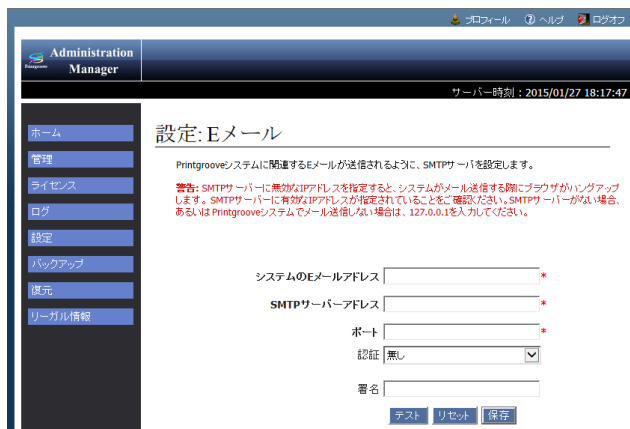 プロフィール ヘルプ ログオフ
Printgroove
Administration
Manager
サーバー時刻 : 2015/01/27 18:17:47
ホーム
管理
ライセンス
ログ
設定
バックアップ
復元
リーガル情報
設定: Eメール
Printgrooveシステムに関連するEメールが送信されるように、SMTPサーバを設定します。
警告: SMTPサーバーに無効なIPアドレスを指定すると、システムがメール送信する際にブラウザがハングアップ
します。SMTPサーバーに有効なIPアドレスが指定されていることをご確認ください。SMTPサーバーがない場合、
あるいは Printgrooveシステムでメール送信しない場合は、127.0.0.1を入力してください。
システムのEメールアドレス *
SMTPサーバーアドレス *
ポート *
認証 無し
署名
テスト リセット 保存